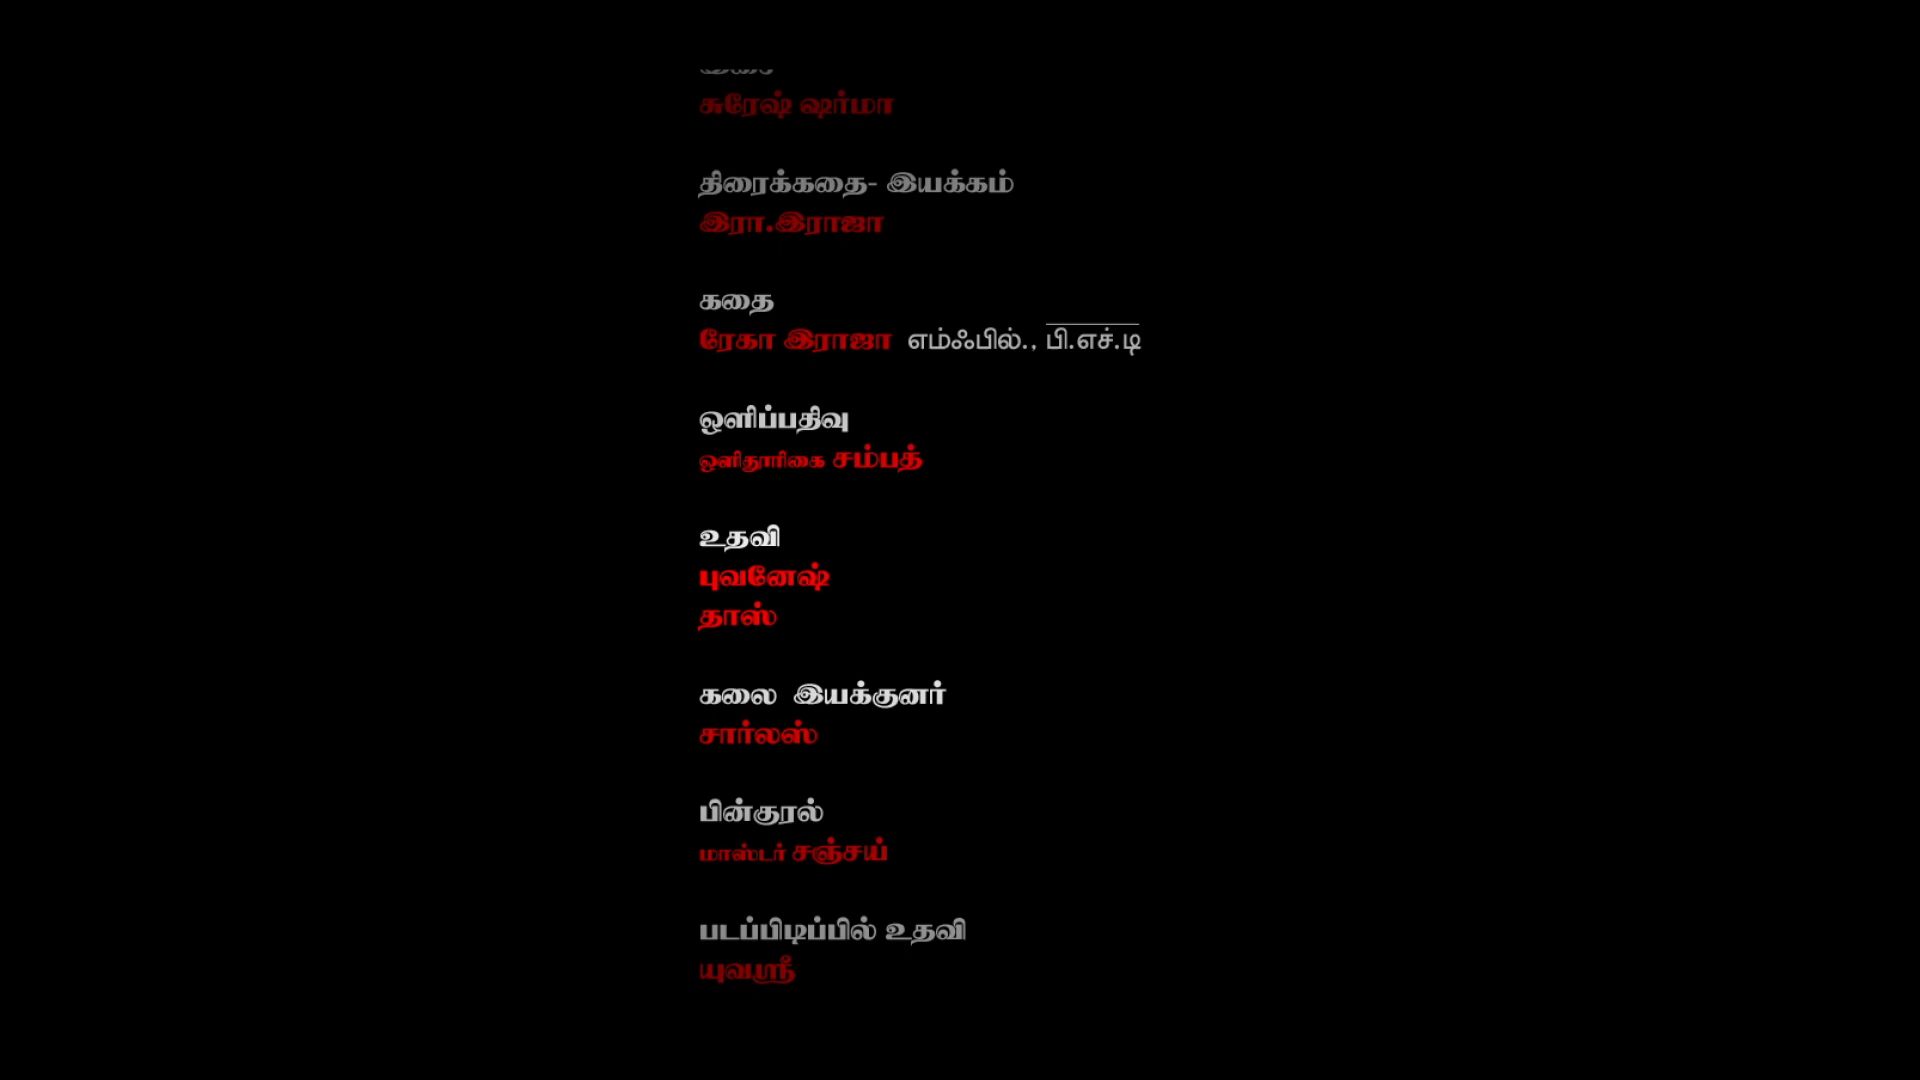 சுரேஷ் ஷர்மா
திரைக்கதை- இயக்கம்
இரா.இராஜா
கதை
ரேகா இராஜா எம்ஃபில்., பி.எச்.டி
ஒளிப்பதிவு
ஒளிதூரிகை சம்பத்
உதவி
புவனேஷ்
தாஸ்
கலை இயக்குனர்
சார்லஸ்
பின்குரல்
மாஸ்டர் சஞ்சய்
படப்பிடிப்பில் உதவி
யுவஸ்ரீ